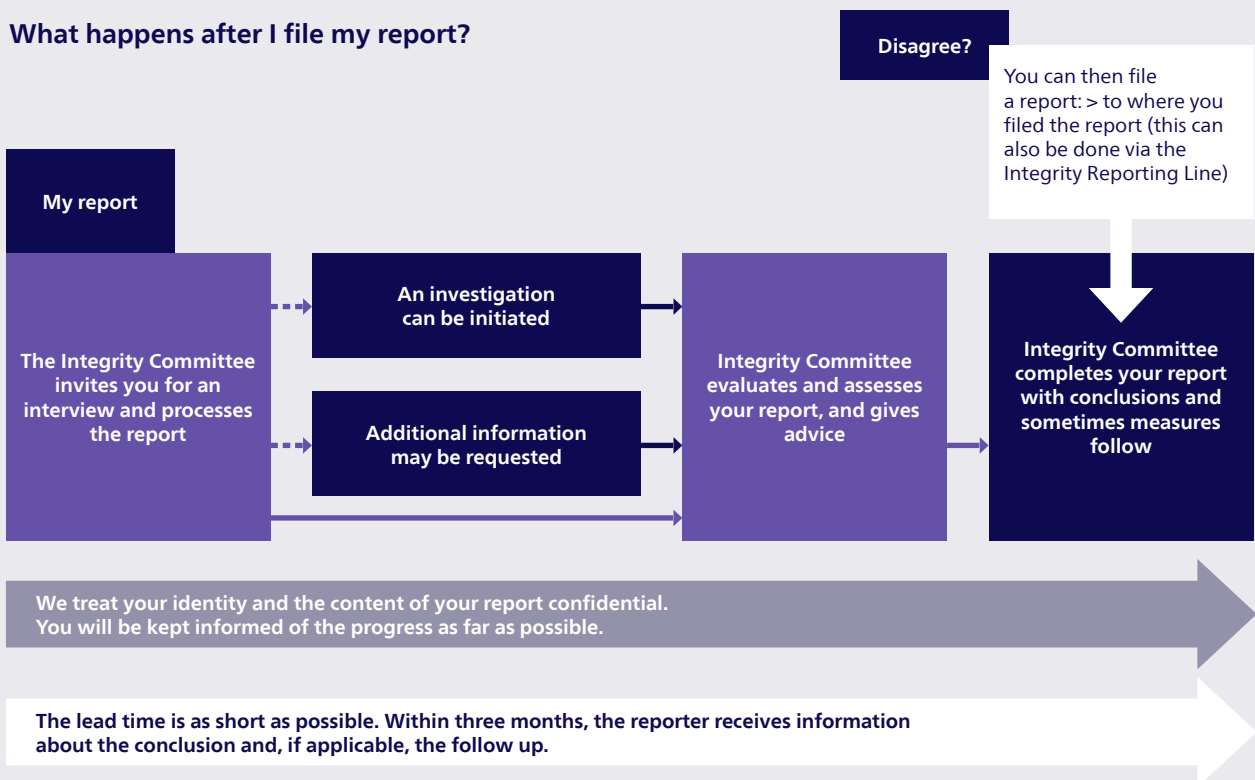 What happens after I file my report?
Disagree?
You can then file
a report: > to where you
filed the report (this can
also be done via the
Integrity Reporting Line)
My report
The Integrity Committee
invites you for an
interview and processes
the report
An investigation
can be initiated
Additional information
may be requested
Integrity Committee
evaluates and assesses
your report, and gives
advice
Integrity Committee
completes your report
with conclusions and
sometimes measures
follow
We treat your identity and the content of your report confidential.
You will be kept informed of the progress as far as possible.
The lead time is as short as possible. Within three months, the reporter receives information
about the conclusion and, if applicable, the follow up.